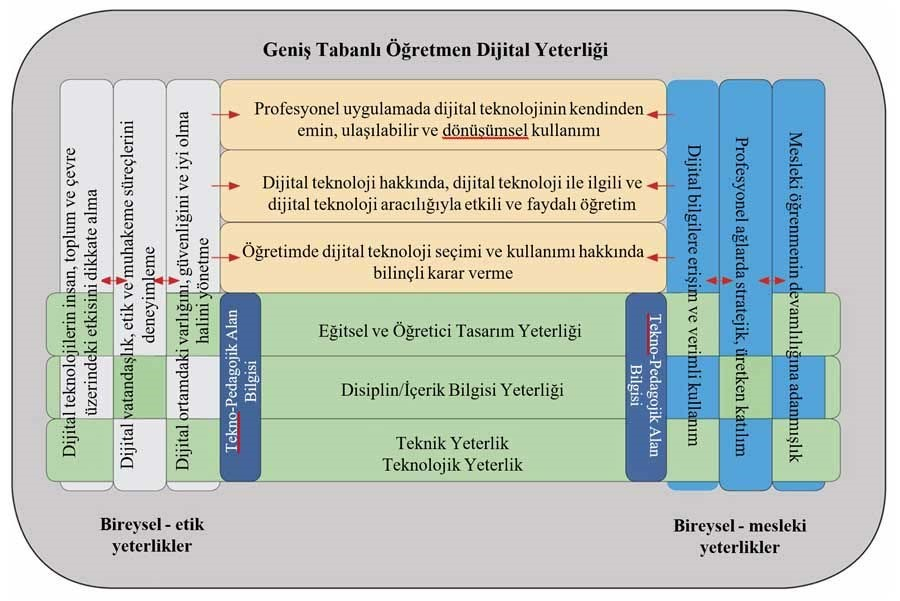 Geniş Tabanlı Öğretmen Dijital Yeterliği
Dijital teknolojilerin insan, toplum ve çevre
üzerindeki etkisini dikkate alma
Dijital vatandaşlık, etik ve muhakeme süreçlerini
deneyimleme
Dijital ortamdaki varlığını, güvenliğini ve iyi olma
halini yönetme
Profesyonel uygulamada dijital teknolojinin kendinden
emin, ulaşılabilir ve dönüşümsel kullanımı
Dijital teknoloji hakkında, dijital teknoloji ile ilgili ve
dijital teknoloji aracılığıyla etkili ve faydalı öğretim
Öğretimde dijital teknoloji seçimi ve kullanımı hakkında
bilinçli karar verme
Tekno-Pedagojik Alan
Bilgisi
Eğitsel ve Öğretici Tasarım Yeterliği
Disiplin/İçerik Bilgisi Yeterliği
Teknik Yeterlik
Teknolojik Yeterlik
Tekno-Pedagojik Alan
Bilgisi
Dijital bilgilere erişim ve verimli kullanım
Profesyonel ağlarda stratejik, üretken katılım
Mesleki öğrenmenin devamlılığına adanmışlık
Bireysel - etik
yeterlikler
Bireysel - mesleki
yeterlikler